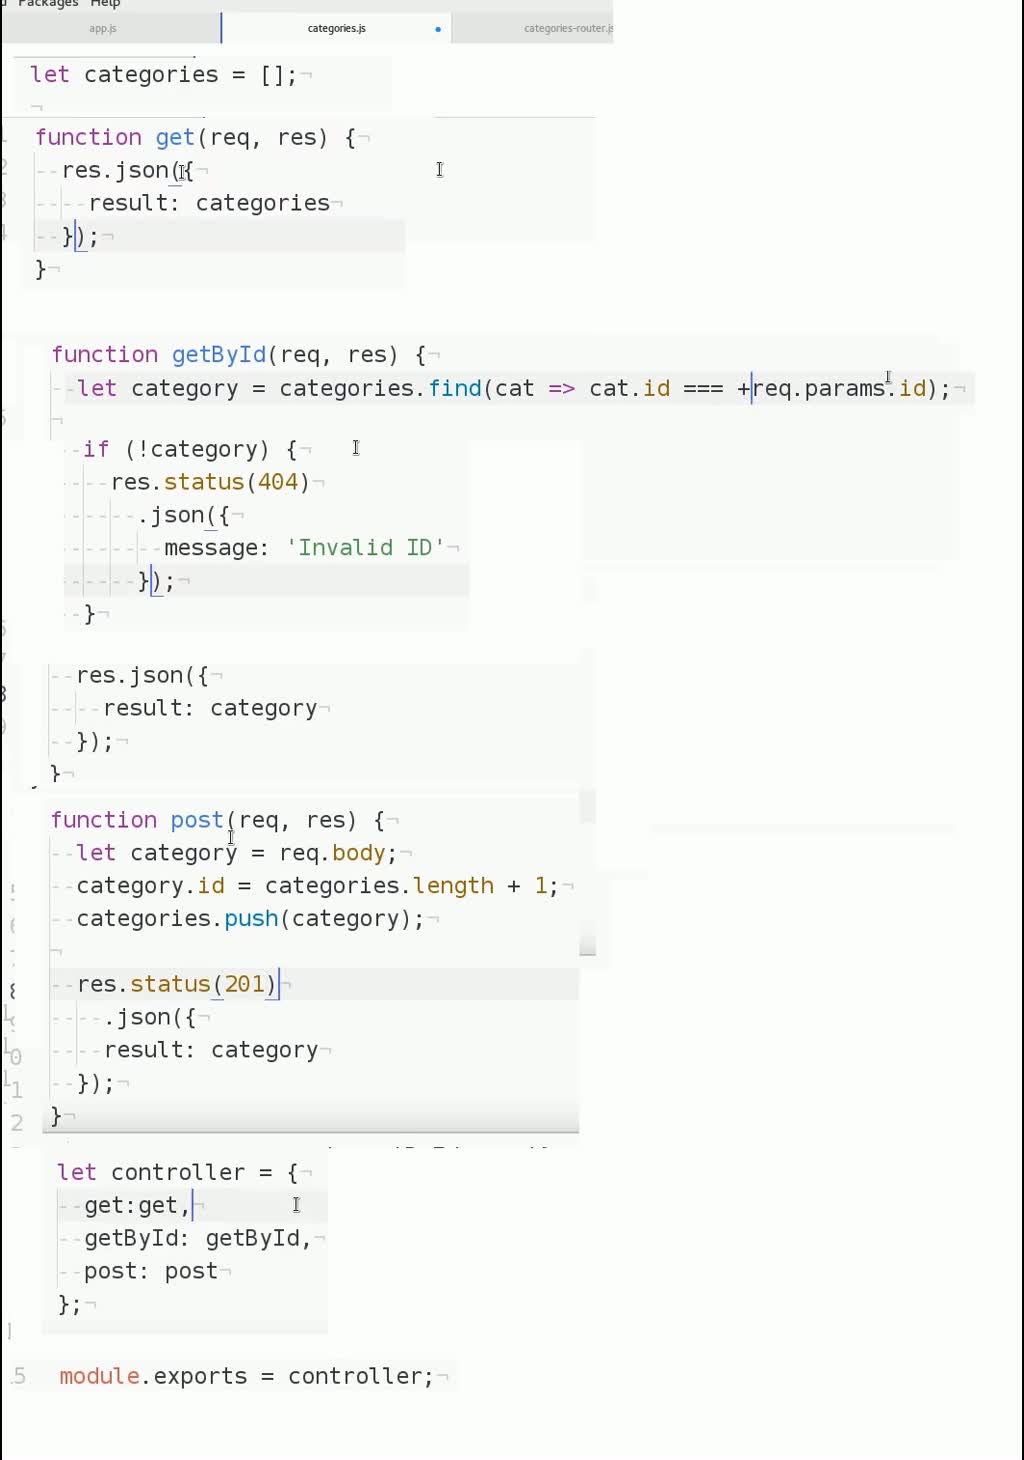 Packages Help
app.js categories.js categories-router.js
let categories = [];
function get(req, res) {
res.json({
result: categories
});
}
function getById(req, res) {
let category = categories.find(cat => cat.id === +req.params.id);
if (!category) {
res.status(404)
.json({
message: 'Invalid ID'
});
}
res.json({
result: category
});
}
function post(req, res) {
let category = req.body;
category.id = categories.length + 1;
categories.push(category);
res.status(201)
.json({
result: category
});
}
let controller = {
get:get,
getById: getById,
post: post
};
module.exports = controller;